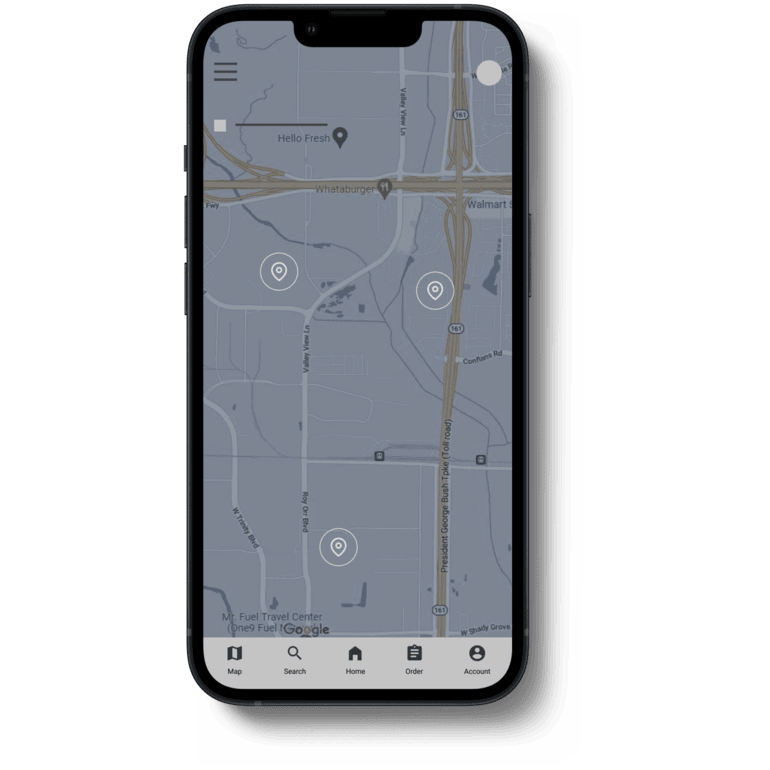 Valley View Ln
161
Hello Fresh
Whataburger
Fwy
Walmart S
161
Valley View Ln
Conflans Rd
President George Bush Tpke (Toll road)
Roy Orr Blvd
W Trinity Blvd
161
Mr. Fuel Travel Center
(One9 Fuel N
Google
W Shady Grove
Map
Search
Home
Order
Account